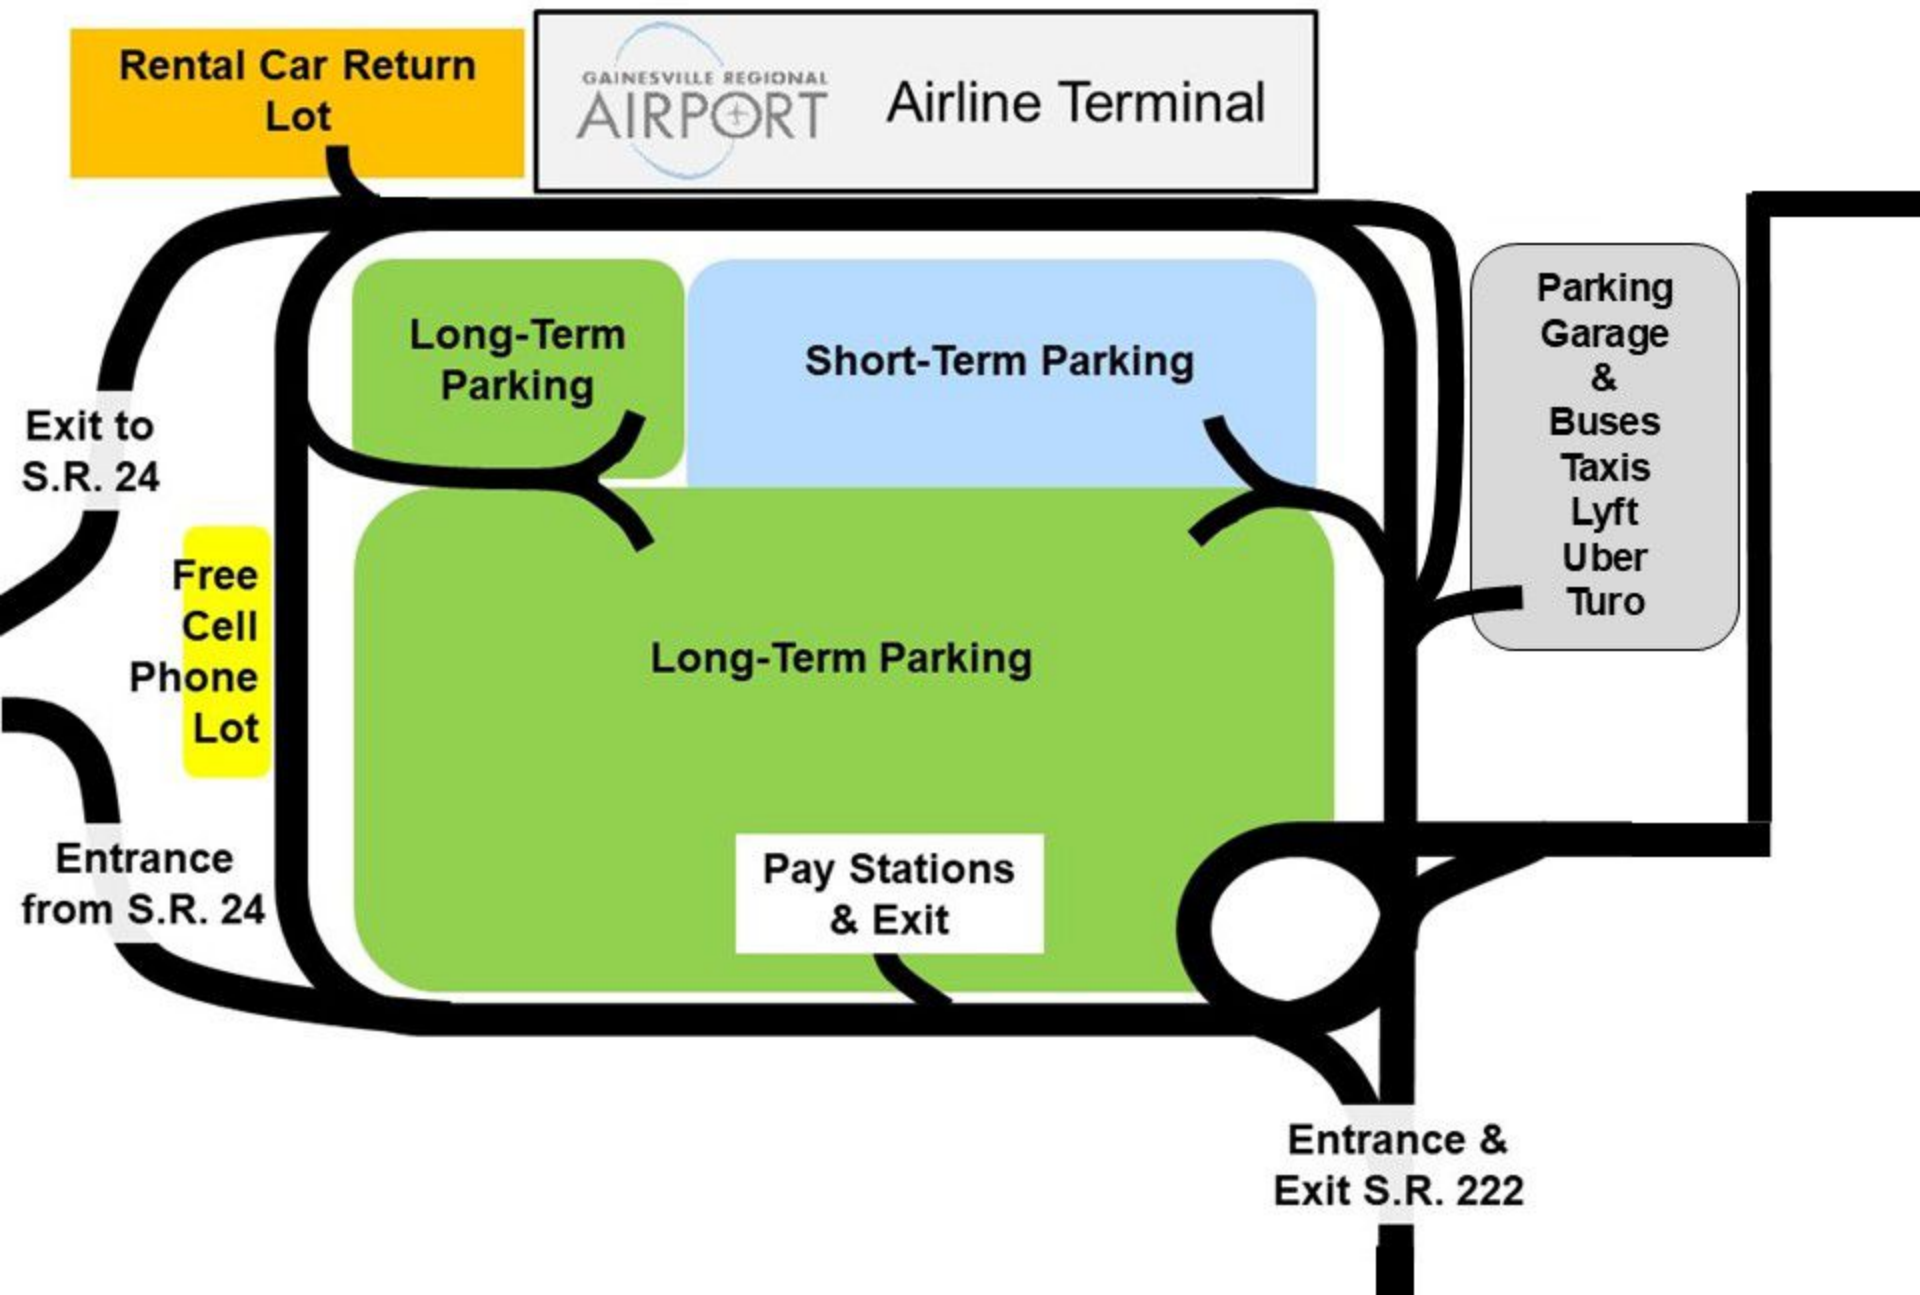 Rental Car Return
Lot
GAINESVILLE REGIONAL
AIRPORT
Airline Terminal
Long-Term
Parking
Short-Term Parking
Parking
Garage
&
Buses
Taxis
Lyft
Uber
Turo
Exit to
S.R. 24
Free
Cell
Phone
Lot
Long-Term Parking
Entrance
from S.R. 24
Pay Stations
& Exit
Entrance &
Exit S.R. 222